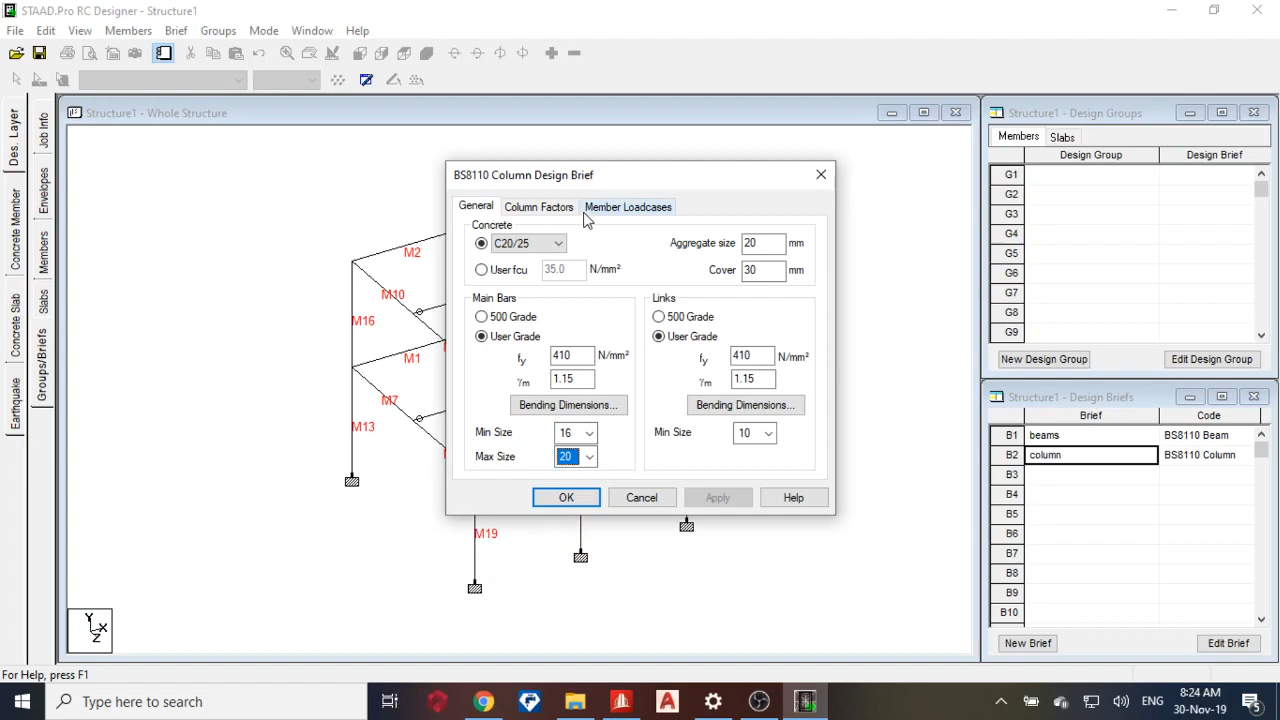 STAAD.Pro RC Designer - Structure1
File Edit View Members Brief Groups Mode Window Help
Structure1 - Whole Structure
Des. Layer
Concrete Member
Concrete Slab
Earthquake
Job Info
Envelopes
Members
Slabs
Groups/Briefs
M2
M10
M16
M1
M7
M13
M19
Y
X
Z
BS8110 Column Design Brief
General Column Factors Member Loadcases
Concrete
C20/25 Aggregate size 20 mm
User fcu 35.0 N/mm² Cover 30 mm
Main Bars
500 Grade
User Grade
fy 410 N/mm²
γm 1.15
Bending Dimensions...
Min Size 16
Max Size 20
Links
500 Grade
User Grade
fy 410 N/mm²
γm 1.15
Bending Dimensions...
Min Size 10
OK Cancel Apply Help
Structure1 - Design Groups
Members Slabs
Design Group Design Brief
G1
G2
G3
G4
G5
G6
G7
G8
G9
New Design Group Edit Design Group
Structure1 - Design Briefs
Brief Code
B1 beams BS8110 Beam
B2 column BS8110 Column
B3
B4
B5
B6
B7
B8
B9
B10
New Brief Edit Brief
For Help, press F1
Type here to search
ENG
8:24 AM
30-Nov-19
5